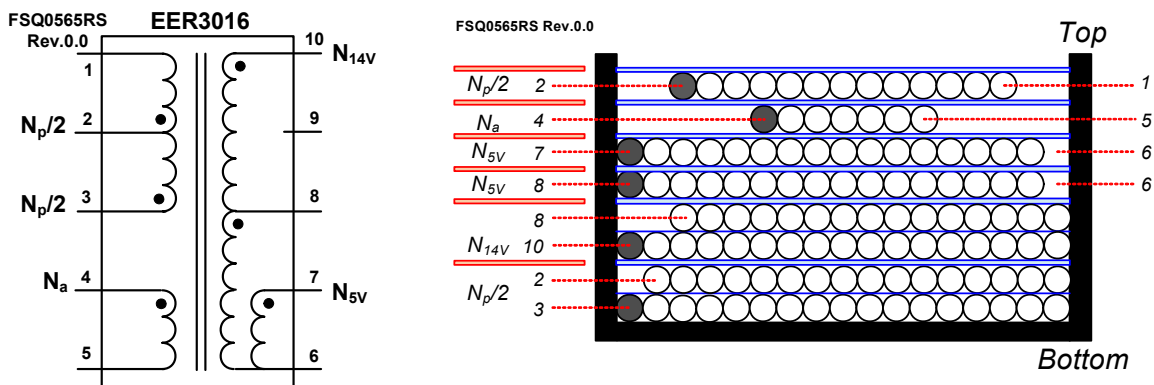 FSQ0565RS
Rev.0.0
EER3016
1
Np/2
2
Np/2
3
Na
4
5
10
N14V
9
8
7
N5V
6
FSQ0565RS Rev.0.0
Top
Np/2 2 1
Na 4 5
N5V 7 6
N5V 8 6
8
N14V 10
2
Np/2
3
Bottom